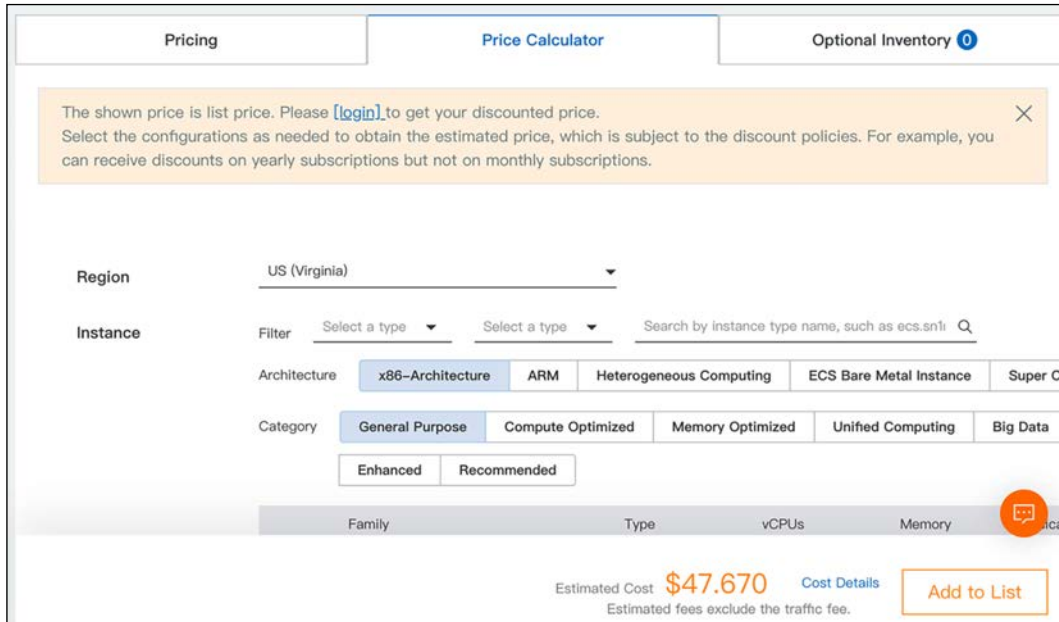 Pricing Price Calculator Optional Inventory 0
The shown price is list price. Please [login] to get your discounted price.
Select the configurations as needed to obtain the estimated price, which is subject to the discount policies. For example, you
can receive discounts on yearly subscriptions but not on monthly subscriptions.
Region US (Virginia)
Instance Filter Select a type Select a type Search by instance type name, such as
Architecture x86-Architecture ARM Heterogeneous Computing ECS Bare Metal Instance Super
Category General Purpose Compute Optimized Memory Optimized Unified Computing Big Data
Enhanced Recommended
Family Type vCPUs Memory
Estimated Cost $47.670 Cost Details Add to List
Estimated fees exclude the traffic fee.